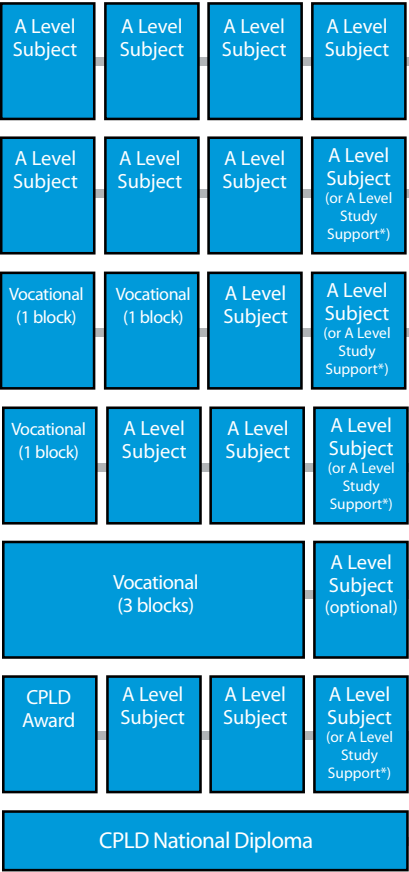 A Level
Subject
A Level
Subject
A Level
Subject
A Level
Subject
A Level
Subject
A Level
Subject
A Level
Subject
A Level
Subject
(or A Level
Study
Support*)
Vocational
(1 block)
Vocational
(1 block)
A Level
Subject
A Level
Subject
(or A Level
Study
Support*)
Vocational
(1 block)
A Level
Subject
A Level
Subject
A Level
Subject
(or A Level
Study
Support*)
Vocational
(3 blocks)
A Level
Subject
(optional)
CPLD
Award
A Level
Subject
A Level
Subject
A Level
Subject
(or A Level
Study
Support*)
CPLD National Diploma